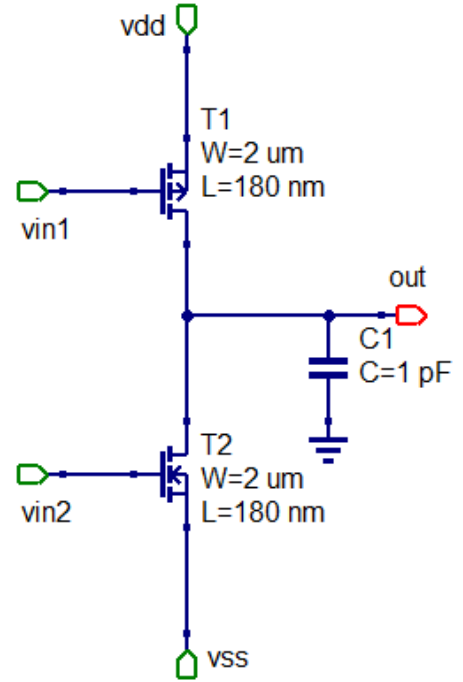 vdd
T1
W=2 um
L=180 nm
vin1
out
C1
C=1 pF
T2
W=2 um
L=180 nm
vin2
vss